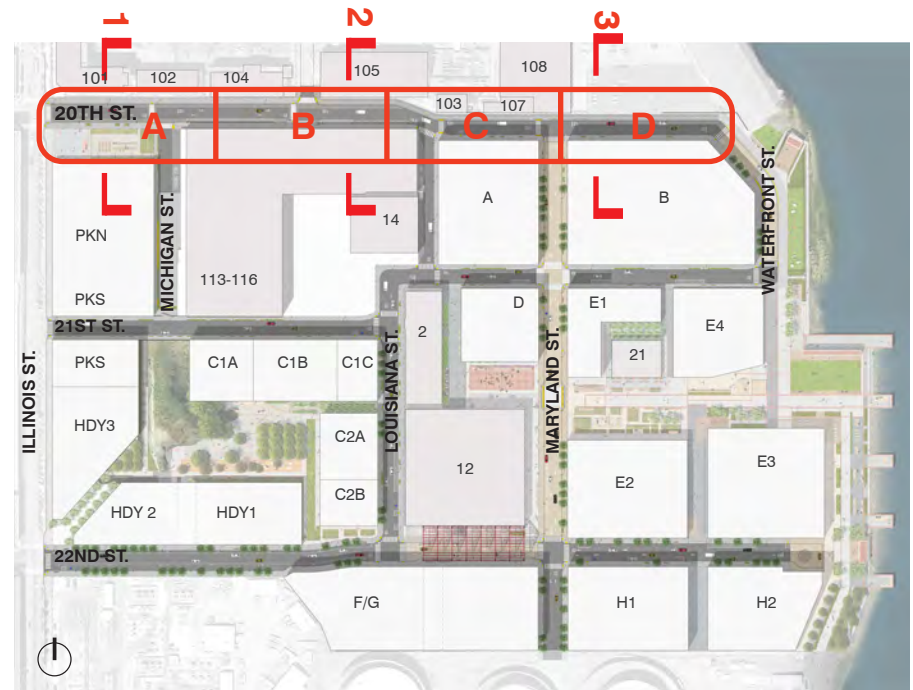 1
2
3
101
102
104
105
108
103
107
20TH ST.
A
B
C
D
A
B
14
PKN
113-116
MICHIGAN ST.
WATERFRONT ST.
PKS
21ST ST.
D
E1
E4
2
21
PKS
C1A
C1B
C1C
LOUISIANA ST.
MARYLAND ST.
ILLINOIS ST.
HDY3
C2A
12
E2
E3
C2B
HDY 2
HDY1
22ND ST.
F/G
H1
H2